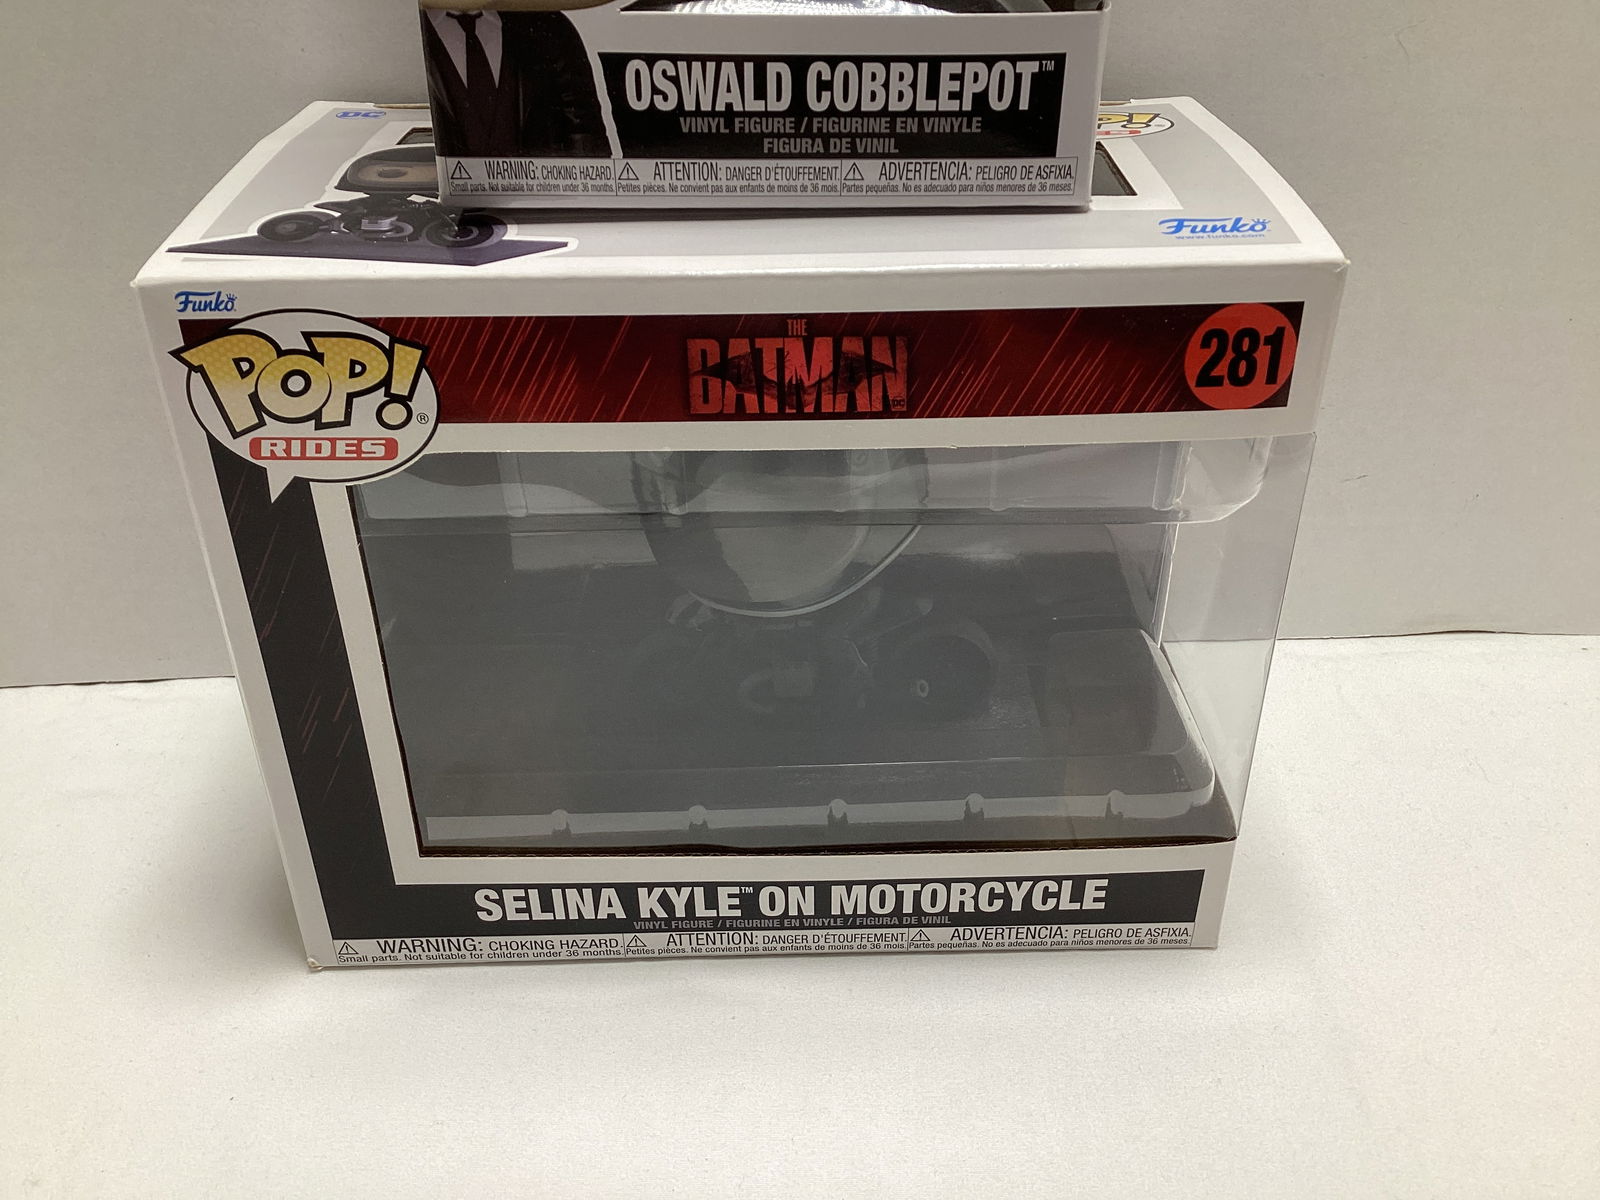 OSWALD COBBLEPOT™
VINYL FIGURE / FIGURINE EN VINYLE
FIGURA DE VINIL
WARNING: CHOKING HAZARD.
Small parts. Not suitable for children under 36 months.
ATTENTION: DANGER D'ÉTOUFFEMENT.
Petites pièces. Ne convient pas aux enfants de moins de 36 mois.
ADVERTENCIA: PELIGRO DE ASFIXIA.
Partes pequeñas. No es adecuado para niños menores de 36 meses.
DC
Funko
www.funko.com
Funko
POP!®
RIDES
THE
BATMAN
DC
281
SELINA KYLE™ ON MOTORCYCLE
VINYL FIGURE / FIGURINE EN VINYLE / FIGURA DE VINIL
WARNING: CHOKING HAZARD.
Small parts. Not suitable for children under 36 months.
ATTENTION: DANGER D'ÉTOUFFEMENT.
Petites pièces. Ne convient pas aux enfants de moins de 36 mois.
ADVERTENCIA: PELIGRO DE ASFIXIA.
Partes pequeñas. No es adecuado para niños menores de 36 meses.